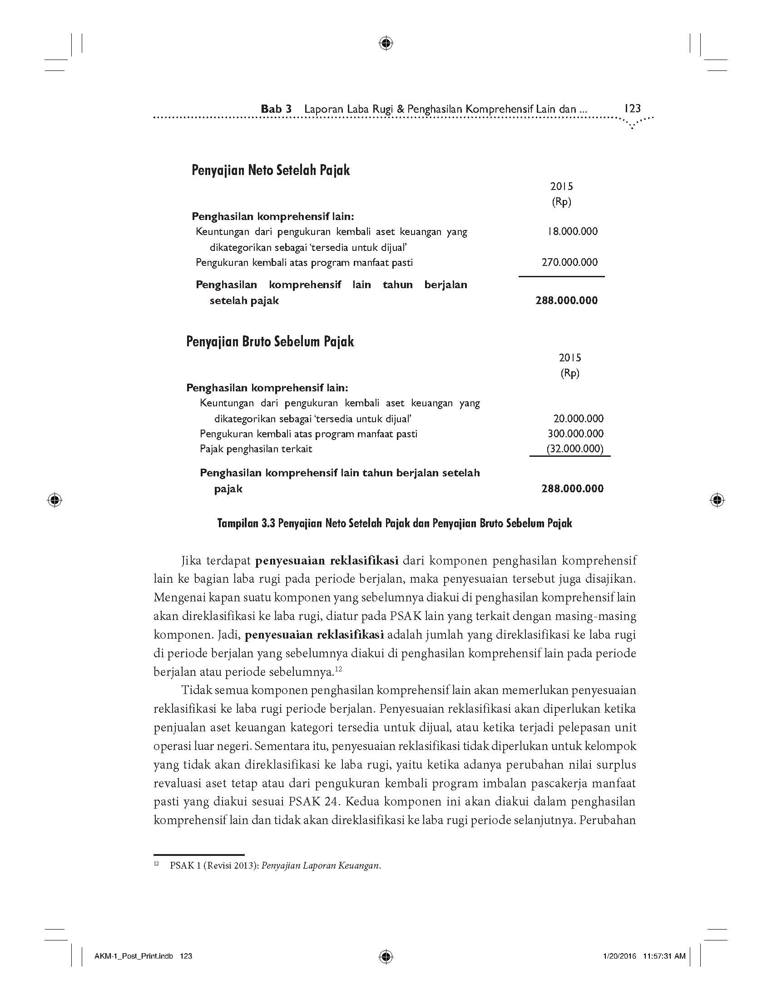 Bab 3 Laporan Laba Rugi & Penghasilan Komprehensif Lain dan ... 123
Penyajian Neto Setelah Pajak
2015
(Rp)
Penghasilan komprehensif lain:
Keuntungan dari pengukuran kembali aset keuangan yang 18.000.000
dikategorikan sebagai ‘tersedia untuk dijual’
Pengukuran kembali atas program manfaat pasti 270.000.000
Penghasilan komprehensif lain tahun berjalan
setelah pajak 288.000.000
Penyajian Bruto Sebelum Pajak
2015
(Rp)
Penghasilan komprehensif lain:
Keuntungan dari pengukuran kembali aset keuangan yang
dikategorikan sebagai ‘tersedia untuk dijual’ 20.000.000
Pengukuran kembali atas program manfaat pasti 300.000.000
Pajak penghasilan terkait (32.000.000)
Penghasilan komprehensif lain tahun berjalan setelah
pajak 288.000.000
Tampilan 3.3 Penyajian Neto Setelah Pajak dan Penyajian Bruto Sebelum Pajak
Jika terdapat penyesuaian reklasifikasi dari komponen penghasilan komprehensif
lain ke bagian laba rugi pada periode berjalan, maka penyesuaian tersebut juga disajikan.
Mengenai kapan suatu komponen yang sebelumnya diakui di penghasilan komprehensif lain
akan direklasifikasi ke laba rugi, diatur pada PSAK lain yang terkait dengan masing-masing
komponen. Jadi, penyesuaian reklasifikasi adalah jumlah yang direklasifikasi ke laba rugi
di periode berjalan yang sebelumnya diakui di penghasilan komprehensif lain pada periode
berjalan atau periode sebelumnya.12
Tidak semua komponen penghasilan komprehensif lain akan memerlukan penyesuaian
reklasifikasi ke laba rugi periode berjalan. Penyesuaian reklasifikasi akan diperlukan ketika
penjualan aset keuangan kategori tersedia untuk dijual, atau ketika terjadi pelepasan unit
operasi luar negeri. Sementara itu, penyesuaian reklasifikasi tidak diperlukan untuk kelompok
yang tidak akan direklasifikasi ke laba rugi, yaitu ketika adanya perubahan nilai surplus
revaluasi aset tetap atau dari pengukuran kembali program imbalan pascakerja manfaat
pasti yang diakui sesuai PSAK 24. Kedua komponen ini akan diakui dalam penghasilan
komprehensif lain dan tidak akan direklasifikasi ke laba rugi periode selanjutnya. Perubahan
12 PSAK 1 (Revisi 2013): Penyajian Laporan Keuangan.
AKM-1_Post_Print.indb 123 1/20/2016 11:57:31 AM